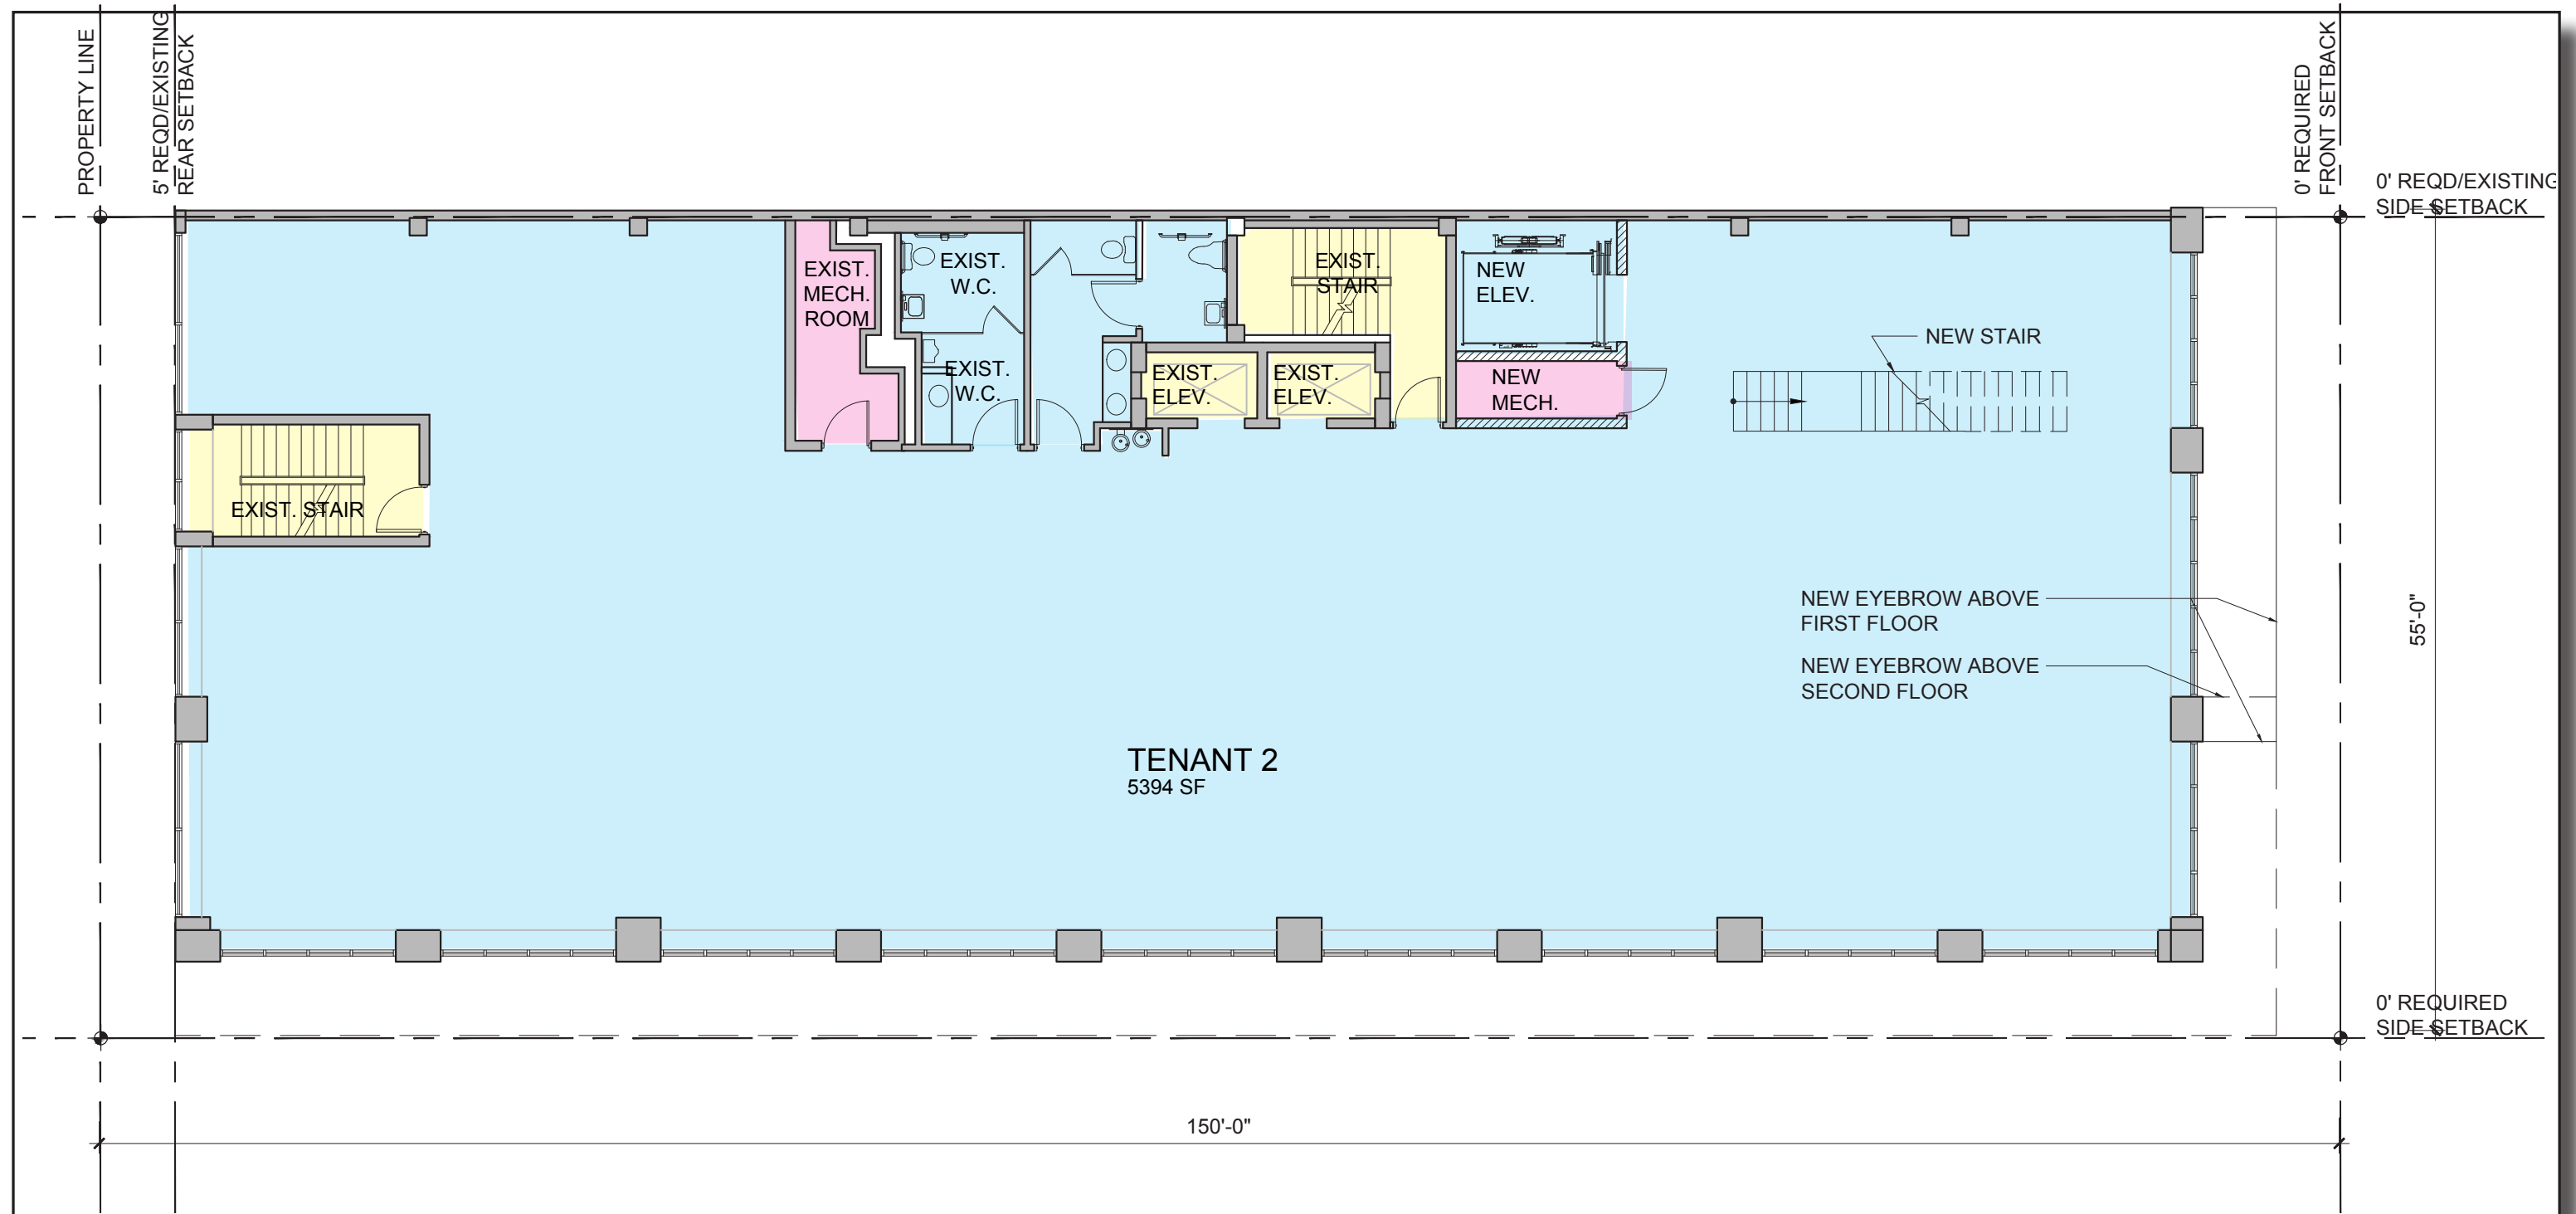 PROPERTY LINE
5' REQD/EXISTING
REAR SETBACK
0' REQUIRED
FRONT SETBACK
0' REQD/EXISTING
SIDE SETBACK
EXIST.
MECH.
ROOM
EXIST.
W.C.
EXIST.
W.C.
EXIST.
STAIR
EXIST.
ELEV.
EXIST.
ELEV.
NEW
ELEV.
NEW
MECH.
NEW STAIR
EXIST. STAIR
NEW EYEBROW ABOVE
FIRST FLOOR
NEW EYEBROW ABOVE
SECOND FLOOR
55'-0"
TENANT 2
5394 SF
0' REQUIRED
SIDE SETBACK
150'-0"